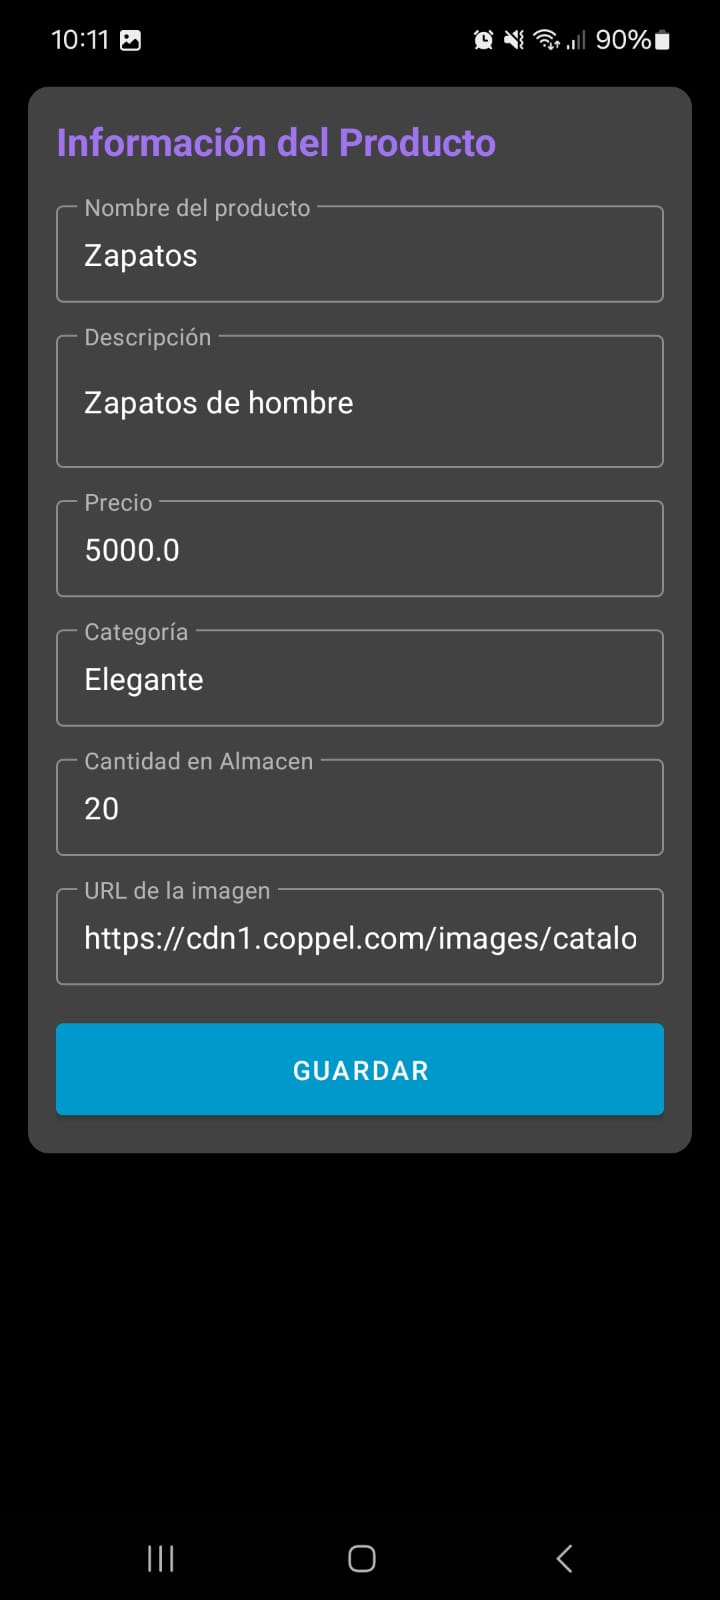 10:11 90%
Información del Producto
Nombre del producto
Zapatos
Descripción
Zapatos de hombre
Precio
5000.0
Categoría
Elegante
Cantidad en Almacen
20
URL de la imagen
https://cdn1.coppel.com/images/catalo
GUARDAR